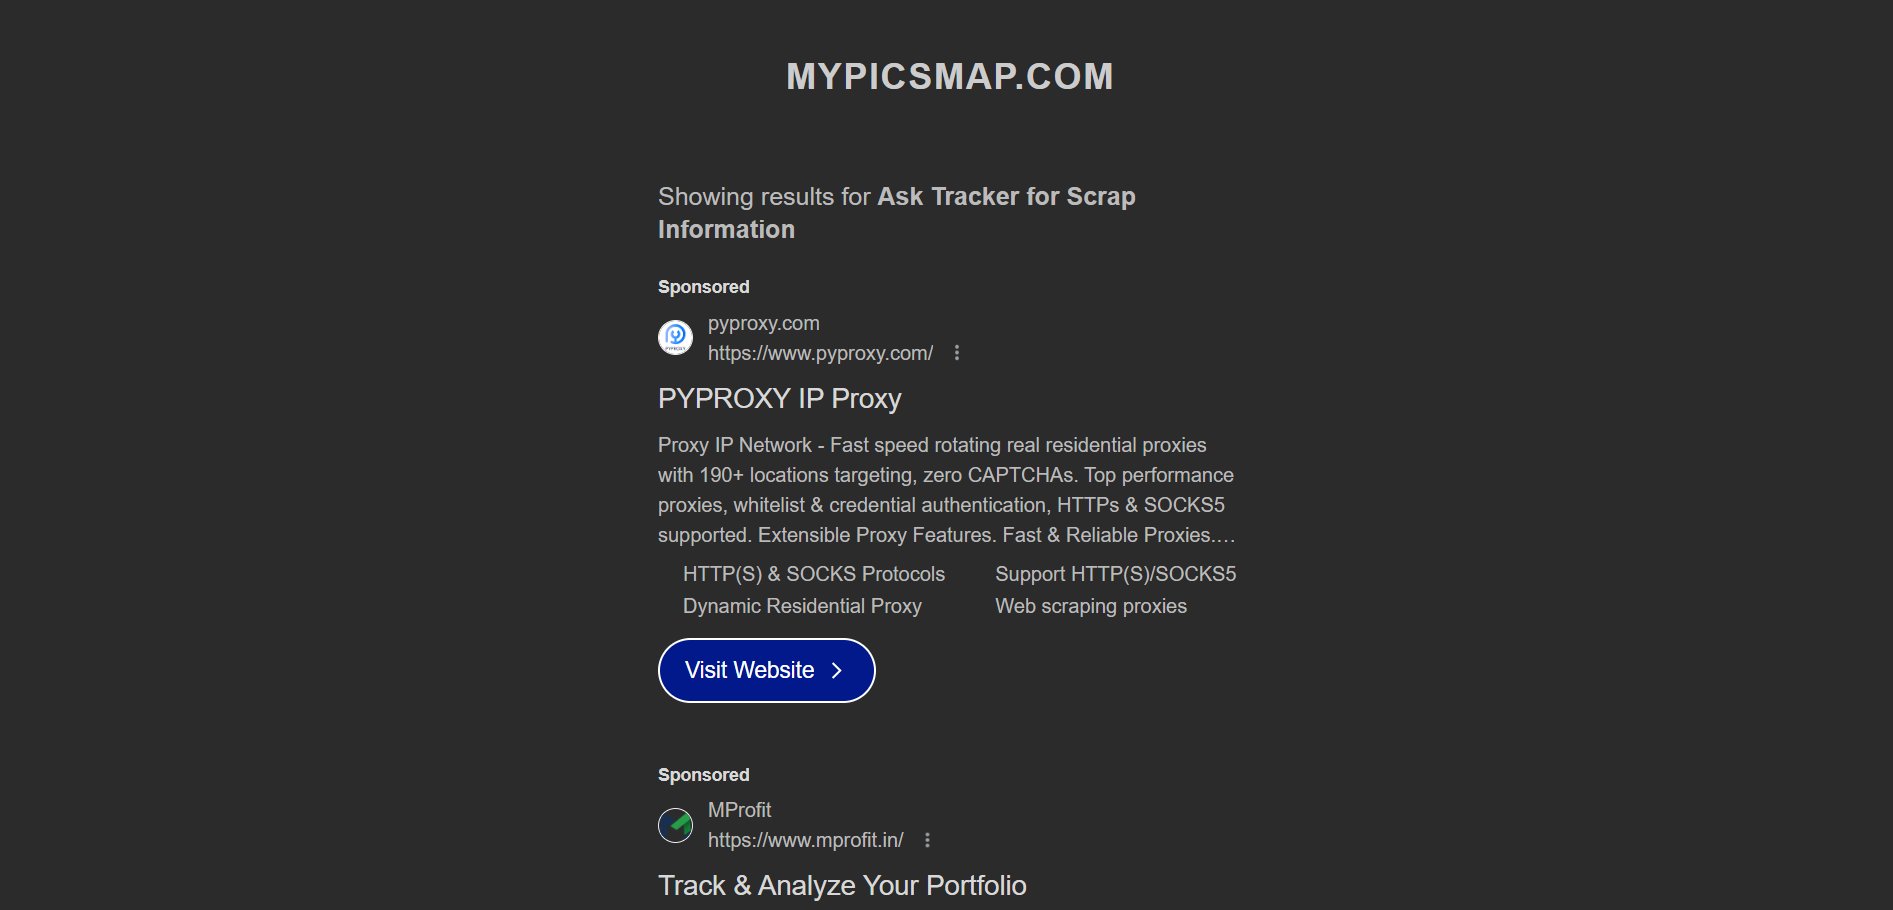 MYPICSMAP.COM
Showing results for Ask Tracker for Scrap
Information
Sponsored
pyproxy.com
https://www.pyproxy.com/
PYPROXY IP Proxy
Proxy IP Network - Fast speed rotating real residential proxies
with 190+ locations targeting, zero CAPTCHAs. Top performance
proxies, whitelist & credential authentication, HTTPs & SOCKS5
supported. Extensible Proxy Features. Fast & Reliable Proxies.…
HTTP(S) & SOCKS Protocols
Support HTTP(S)/SOCKS5
Dynamic Residential Proxy
Web scraping proxies
Visit Website
Sponsored
MProfit
https://www.mprofit.in/
Track & Analyze Your Portfolio